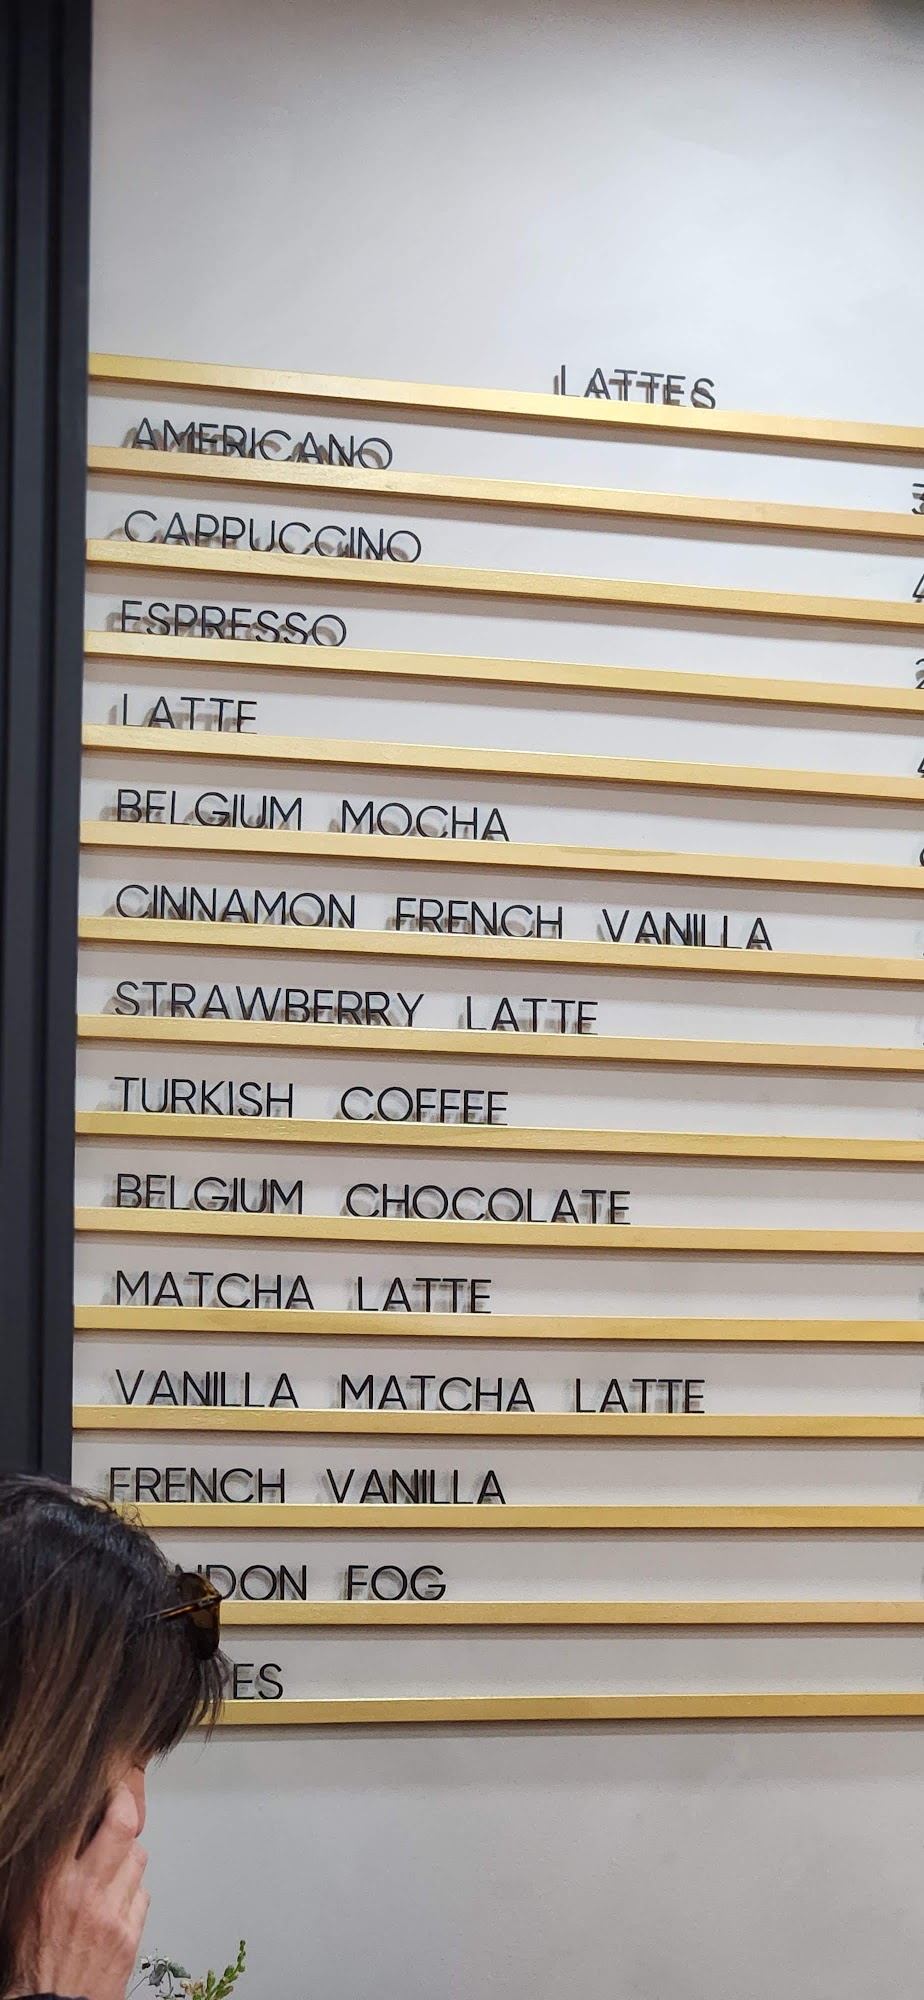 LATTES
AMERICANO
CAPPUCCINO
ESPRESSO
LATTE
BELGIUM MOCHA
CINNAMON FRENCH VANILLA
STRAWBERRY LATTE
TURKISH COFFEE
BELGIUM CHOCOLATE
MATCHA LATTE
VANILLA MATCHA LATTE
FRENCH VANILLA
FOG